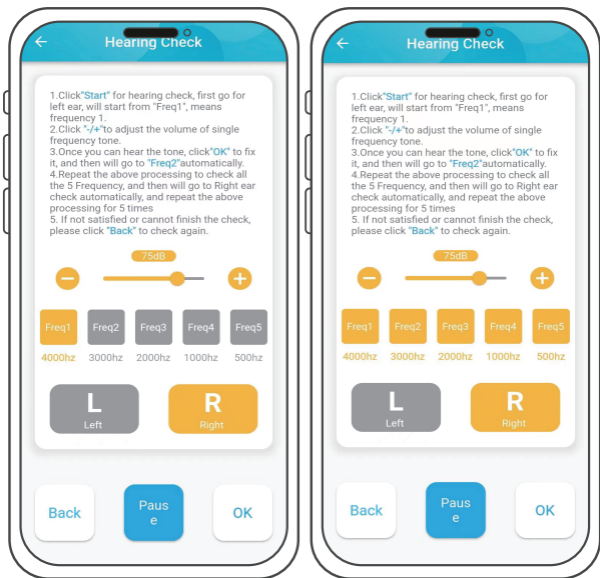 Hearing Check
1.Click"Start" for hearing check, first go for
left ear, will start from "Freq1", means
frequency 1.
2.Click "-/+"to adjust the volume of single
frequency tone.
3.Once you can hear the tone, click"OK" to fix
it, and then will go to "Freq2"automatically.
4.Repeat the above processing to check all
the 5 Frequency, and then will go to Right ear
check automatically, and repeat the above
processing for 5 times
5. If not satisfied or cannot finish the check,
please click "Back" to check again.
75dB
Freq1 Freq2 Freq3 Freq4 Freq5
4000hz 3000hz 2000hz 1000hz 500hz
L R
Left Right
Back Paus OK
e
Hearing Check
1.Click"Start" for hearing check, first go for
left ear, will start from "Freq1", means
frequency 1.
2.Click "-/+"to adjust the volume of single
frequency tone.
3.Once you can hear the tone, click"OK" to fix
it, and then will go to "Freq2"automatically.
4.Repeat the above processing to check all
the 5 Frequency, and then will go to Right ear
check automatically, and repeat the above
processing for 5 times
5. If not satisfied or cannot finish the check,
please click "Back" to check again.
75dB
Freq1 Freq2 Freq3 Freq4 Freq5
4000hz 3000hz 2000hz 1000hz 500hz
L R
Left Right
Back Paus OK
e